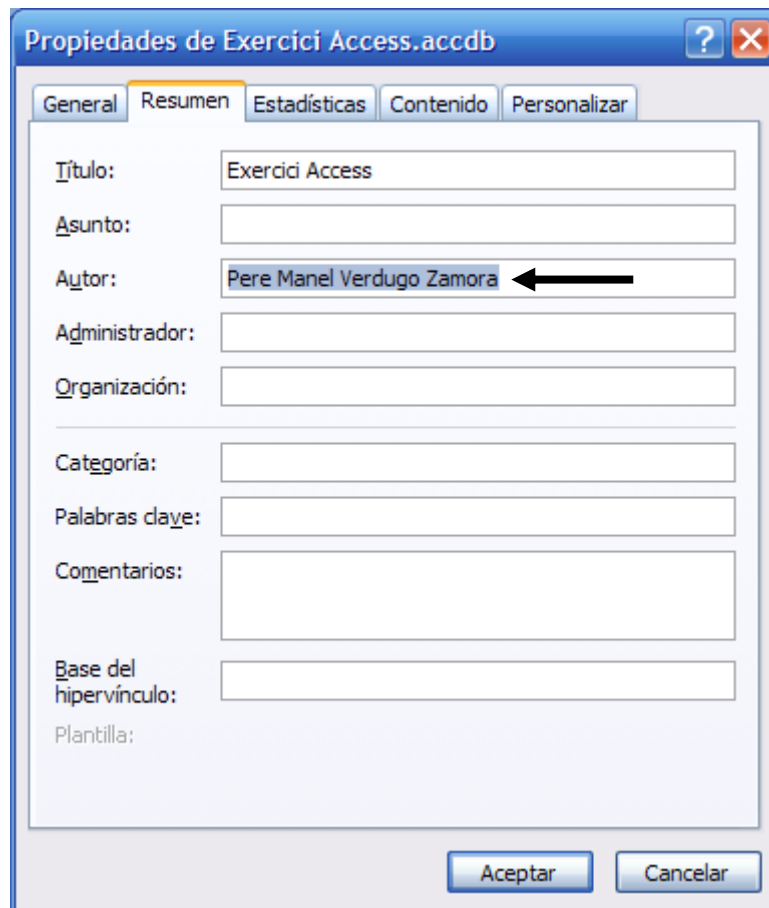 Propiedades de Exercici Access.accdb
General Resumen Estadísticas Contenido Personalizar
Título: Exercici Access
Asunto:
Autor: Pere Manel Verdugo Zamora
Administrador:
Organización:
Categoría:
Palabras clave:
Comentarios:
Base del
hipervínculo:
Plantilla:
Aceptar Cancelar